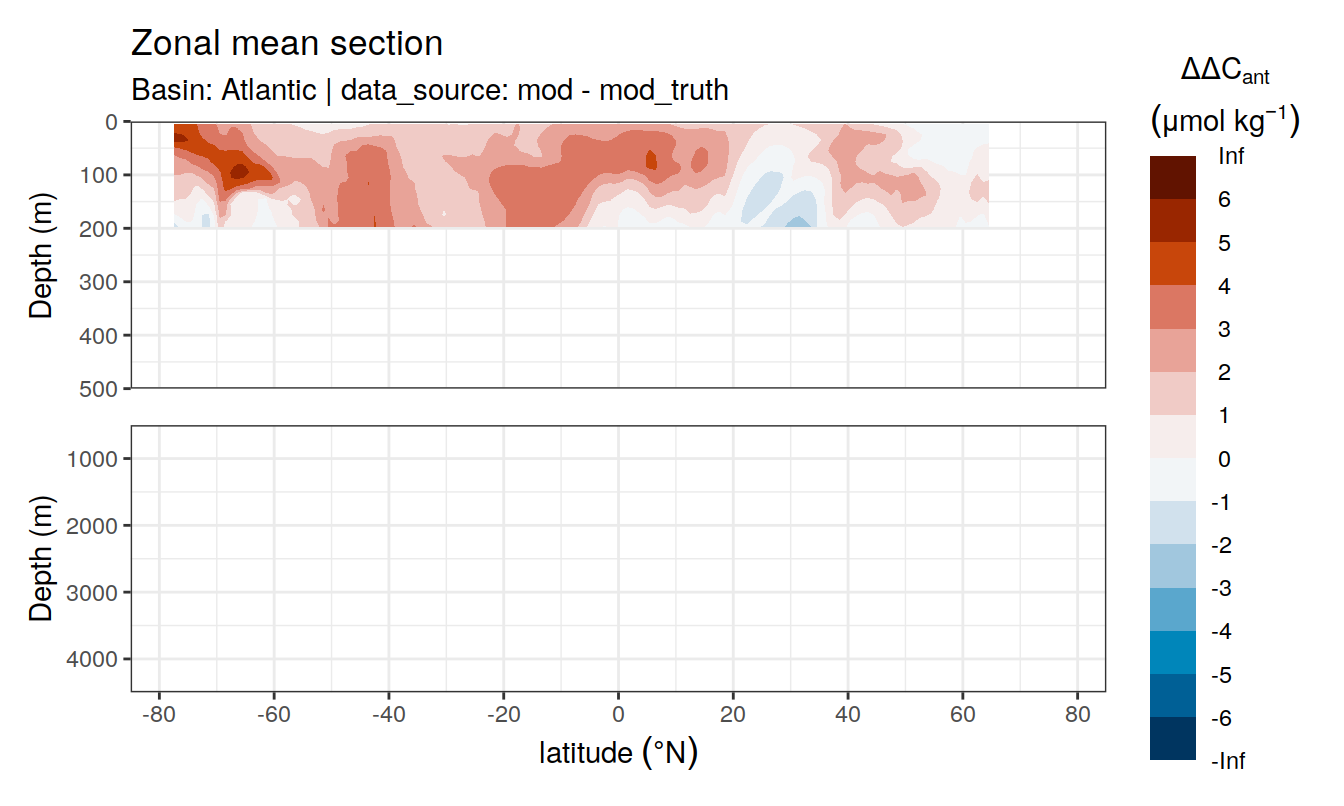 Zonal mean section
Basin: Atlantic | data_source: mod - mod_truth
ΔΔCant
(μmol kg⁻¹)
Inf
6
5
4
3
2
1
0
-1
-2
-3
-4
-5
-6
-Inf
Depth (m)
0
100
200
300
400
500
Depth (m)
1000
2000
3000
4000
-80 -60 -40 -20 0 20 40 60 80
latitude (°N)